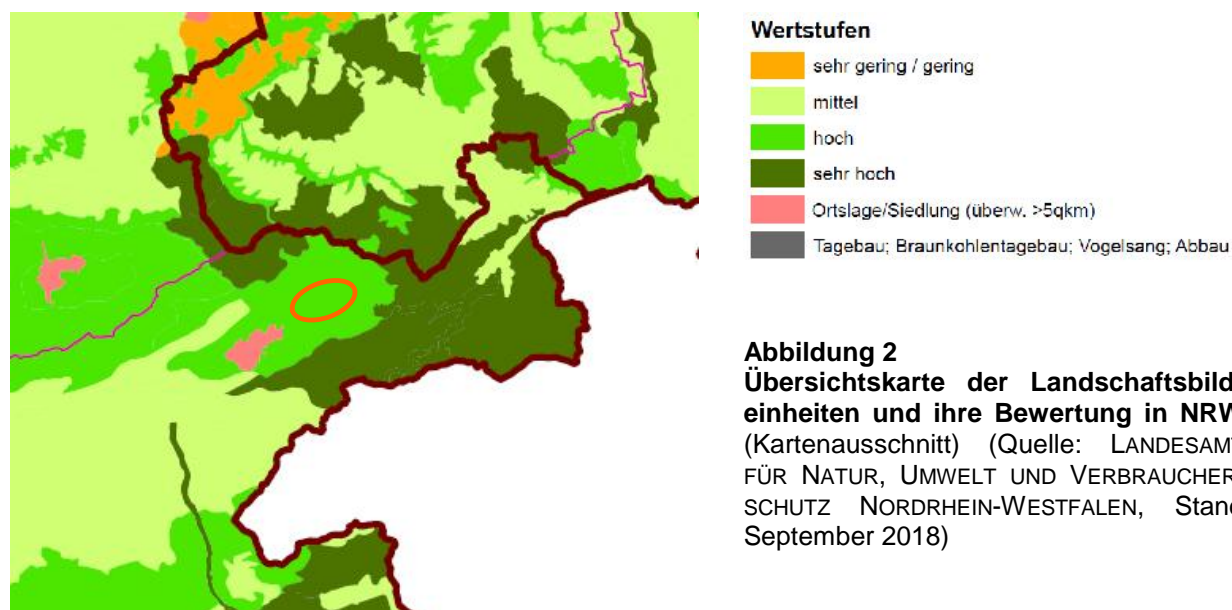 Wertstufen
sehr gering / gering
mittel
hoch
sehr hoch
Ortslage/Siedlung (überw. >5qkm)
Tagebau; Braunkohlentagebau; Vogelsang; Abbau
Abbildung 2
Übersichtskarte der Landschaftsbild
einheiten und ihre Bewertung in NRW
(Kartenausschnitt) (Quelle: LANDESAMT
FÜR NATUR, UMWELT UND VERBRAUCHER
SCHUTZ NORDRHEIN-WESTFALEN, Stand
September 2018)